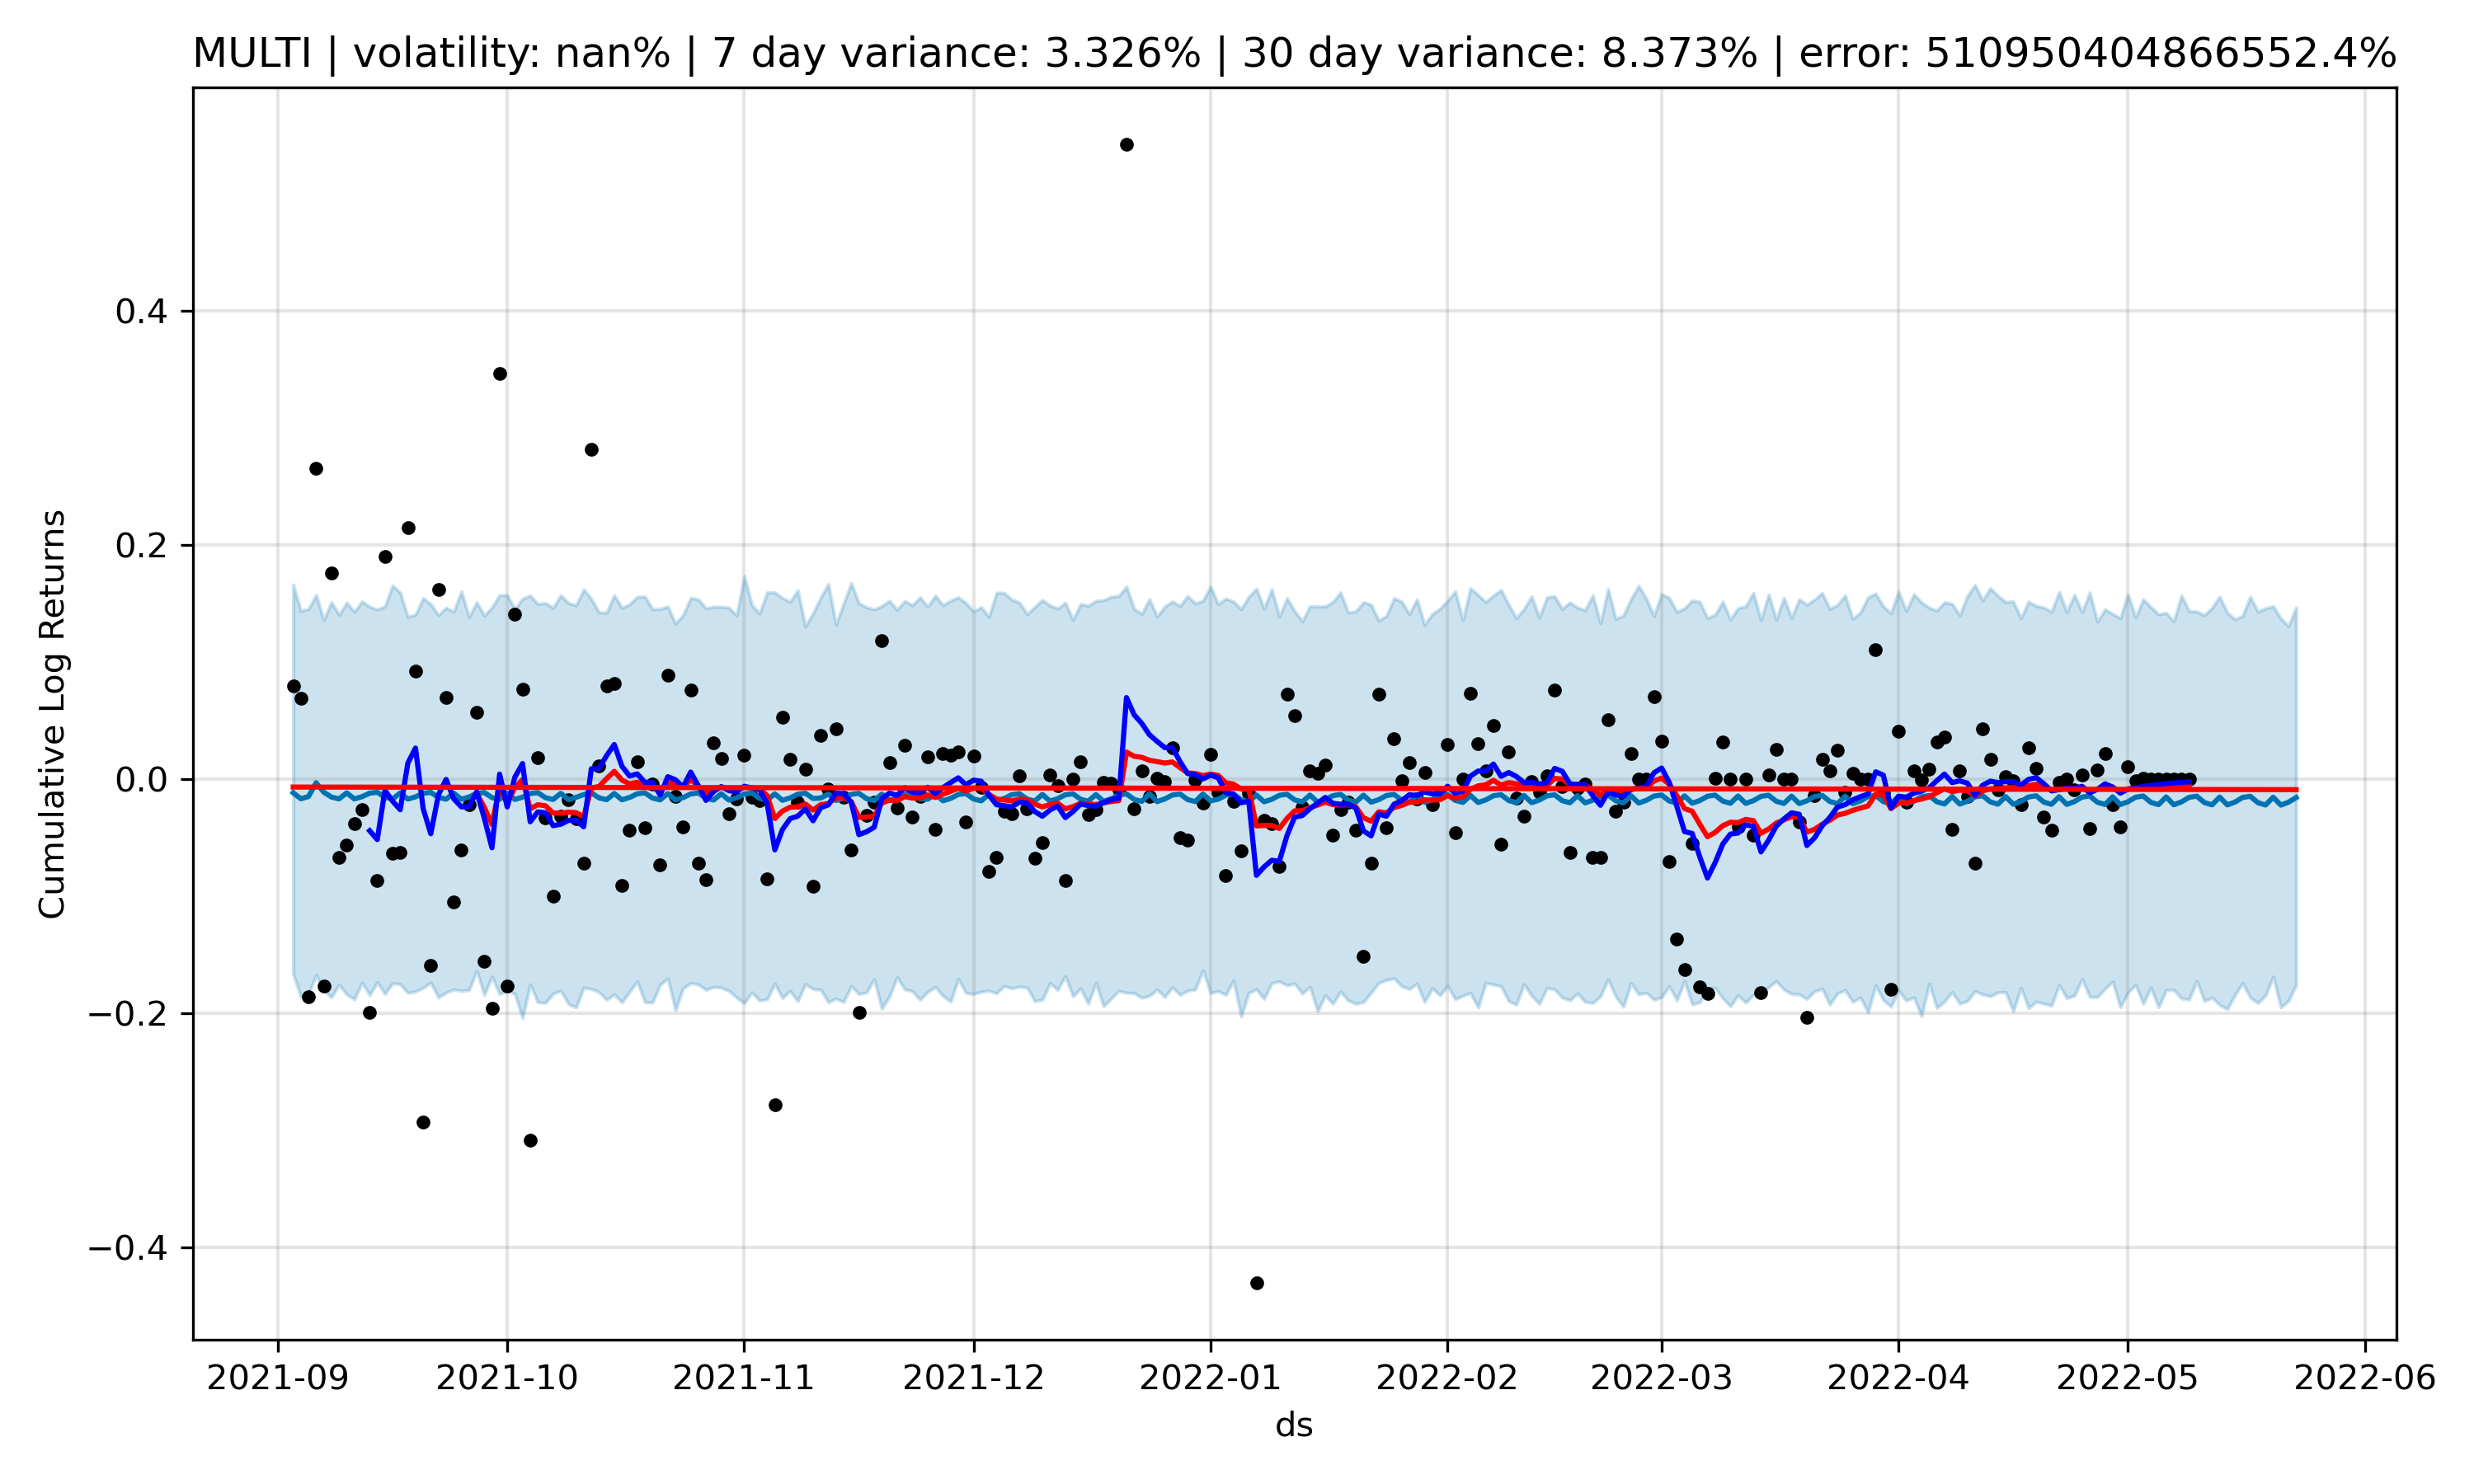 MULTI | volatility: nan% | 7 day variance: 3.326% | 30 day variance: 8.373% | error: 510950404866552.4%
Cumulative Log Returns
0.4
0.2
0.0
−0.2
−0.4
2021-09 2021-10 2021-11 2021-12 2022-01 2022-02 2022-03 2022-04 2022-05 2022-06
ds